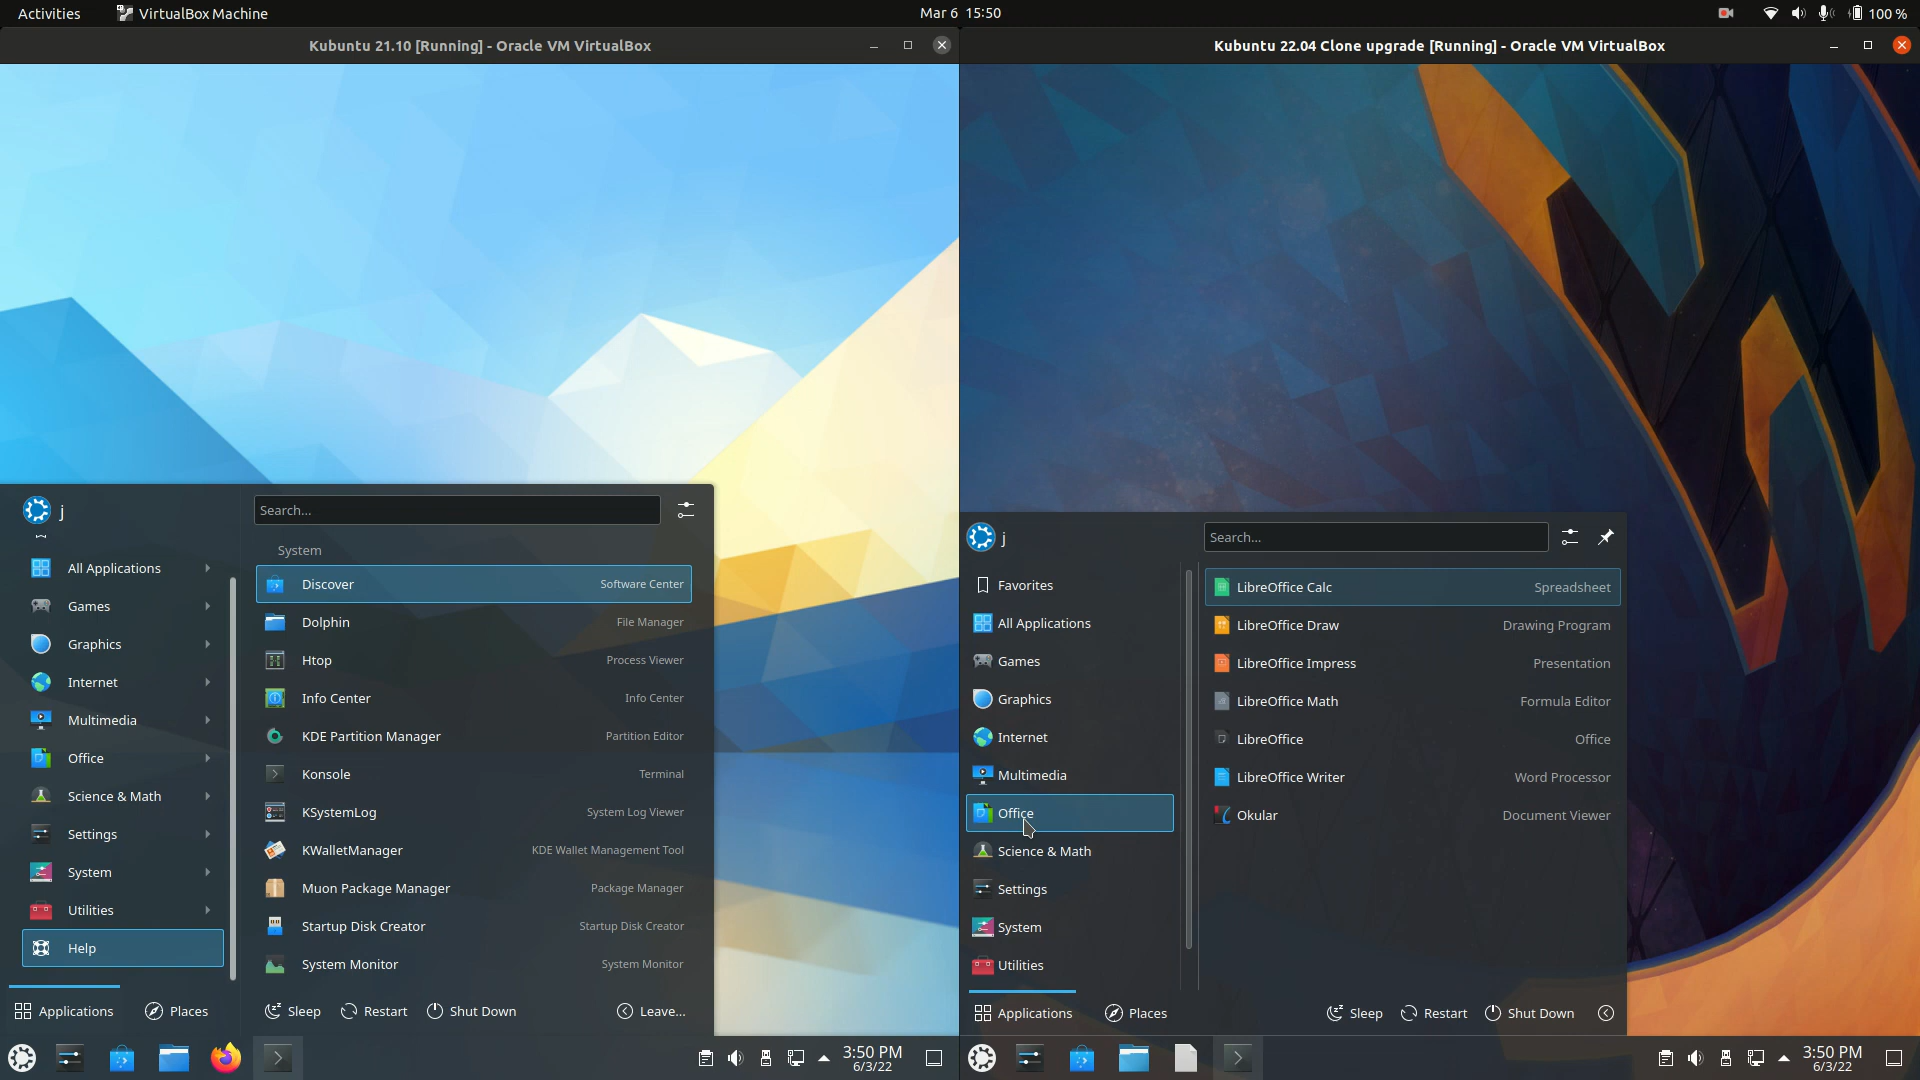 Activities
VirtualBox Machine
Mar 6 15:50
100 %
Kubuntu 21.10 [Running] - Oracle VM VirtualBox
j
Search...
All Applications
Games
Graphics
Internet
Multimedia
Office
Science & Math
Settings
System
Utilities
Help
System
Discover Software Center
Dolphin File Manager
Htop Process Viewer
Info Center Info Center
KDE Partition Manager Partition Editor
Konsole Terminal
KSystemLog System Log Viewer
KWalletManager KDE Wallet Management Tool
Muon Package Manager Package Manager
Startup Disk Creator Startup Disk Creator
System Monitor System Monitor
Applications
Places
Sleep
Restart
Shut Down
Leave...
3:50 PM
6/3/22
Kubuntu 22.04 Clone upgrade [Running] - Oracle VM VirtualBox
j
Search...
Favorites
All Applications
Games
Graphics
Internet
Multimedia
Office
Science & Math
Settings
System
Utilities
LibreOffice Calc Spreadsheet
LibreOffice Draw Drawing Program
LibreOffice Impress Presentation
LibreOffice Math Formula Editor
LibreOffice Office
LibreOffice Writer Word Processor
Okular Document Viewer
Applications
Places
Sleep
Restart
Shut Down
3:50 PM
6/3/22